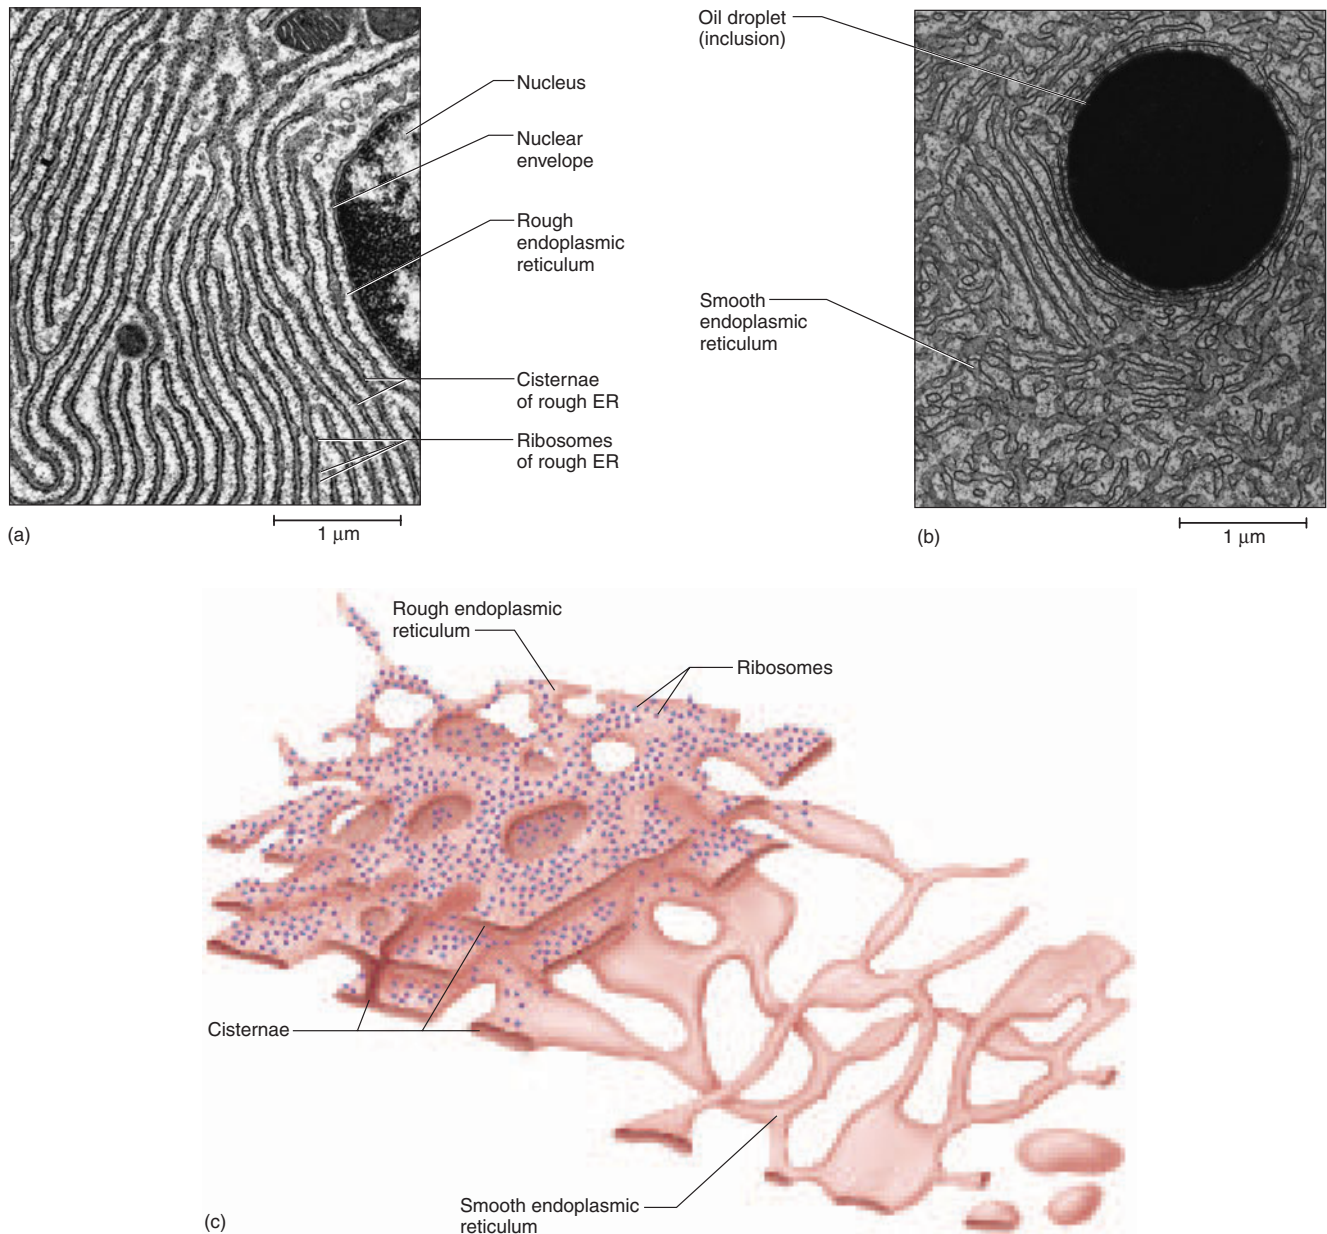 Nucleus
Nuclear
envelope
Rough
endoplasmic
reticulum
Cisternae
of rough ER
Ribosomes
of rough ER
1 μm
(a)
Oil droplet
(inclusion)
Smooth
endoplasmic
reticulum
1 μm
(b)
Rough endoplasmic
reticulum
Ribosomes
Cisternae
Smooth endoplasmic
reticulum
(c)